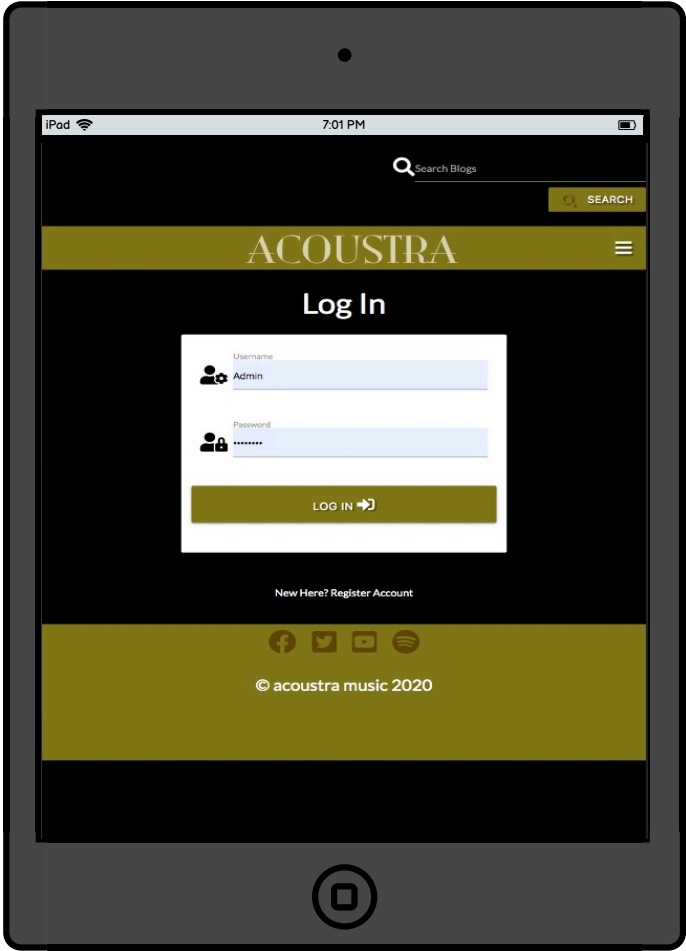 iPad 7:01 PM
Search Blogs
SEARCH
ACOUSTRA
Log In
Username
Admin
Password
••••••••
LOG IN
New Here? Register Account
© acoustra music 2020